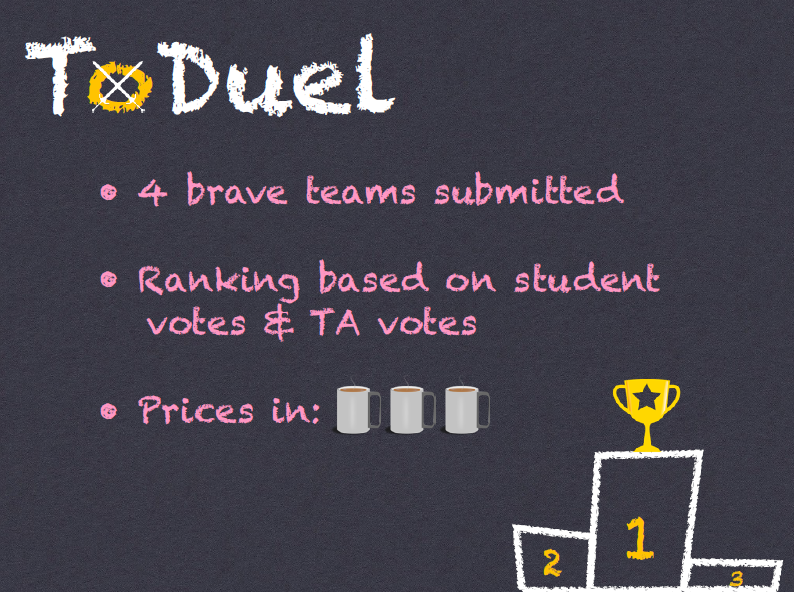 ToDuel
• 4 brave teams submitted
• Ranking based on student
votes & TA votes
• Prices in:
1
2
3